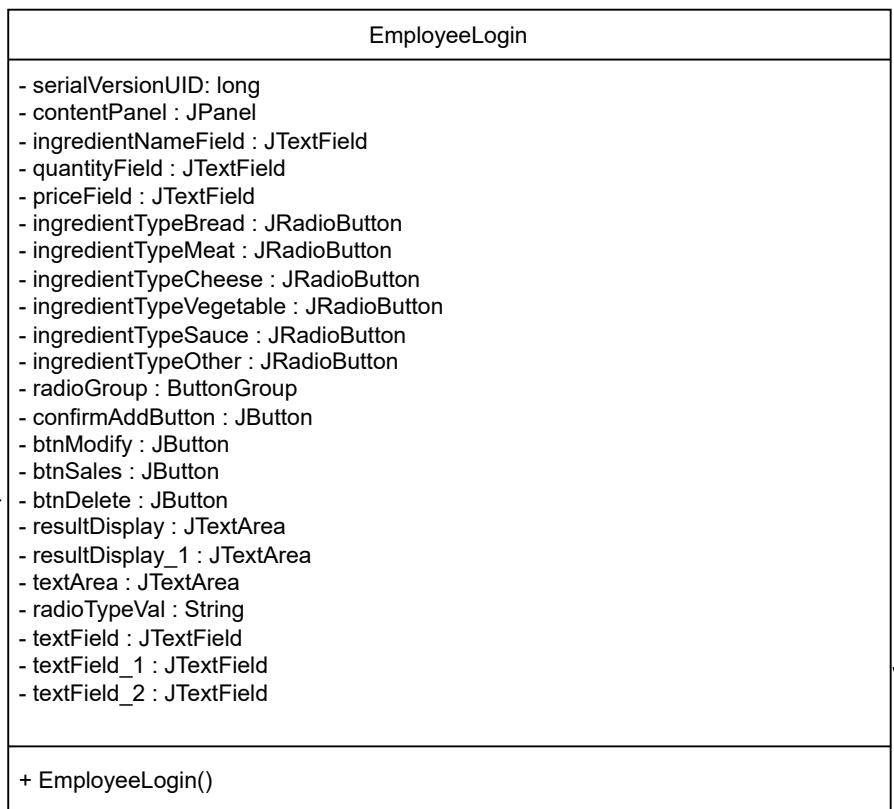 EmployeeLogin
- serialVersionUID: long
- contentPanel : JPanel
- ingredientNameField : JTextField
- quantityField : JTextField
- priceField : JTextField
- ingredientTypeBread : JRadioButton
- ingredientTypeMeat : JRadioButton
- ingredientTypeCheese : JRadioButton
- ingredientTypeVegetable : JRadioButton
- ingredientTypeSauce : JRadioButton
- ingredientTypeOther : JRadioButton
- radioGroup : ButtonGroup
- confirmAddButton : JButton
- btnModify : JButton
- btnSales : JButton
- btnDelete : JButton
- resultDisplay : JTextArea
- resultDisplay_1 : JTextArea
- textArea : JTextArea
- radioTypeVal : String
- textField : JTextField
- textField_1 : JTextField
- textField_2 : JTextField
+ EmployeeLogin()